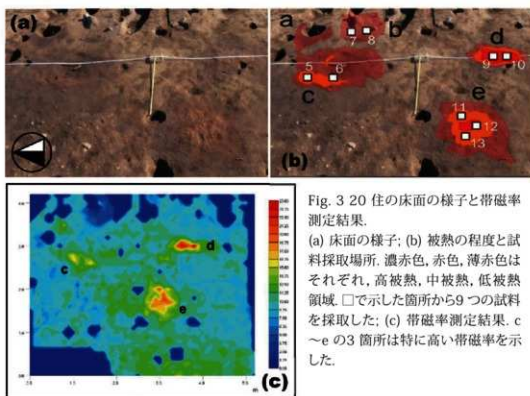 (a)
a
b
7
8
d
9
10
5
6
c
e
11
12
13
(b)
Fig. 3 20 住の床面の様子と帯磁率
測定結果.
(a) 床面の様子; (b) 被熱の程度と試
料採取場所. 濃赤色, 赤色, 薄赤色は
それぞれ, 高被熱, 中被熱, 低被熱
領域. □で示した箇所から9 つの試料
を採取した; (c) 帯磁率測定結果. c
~e の3 箇所は特に高い帯磁率を示
した.
c
d
e
(c)
m